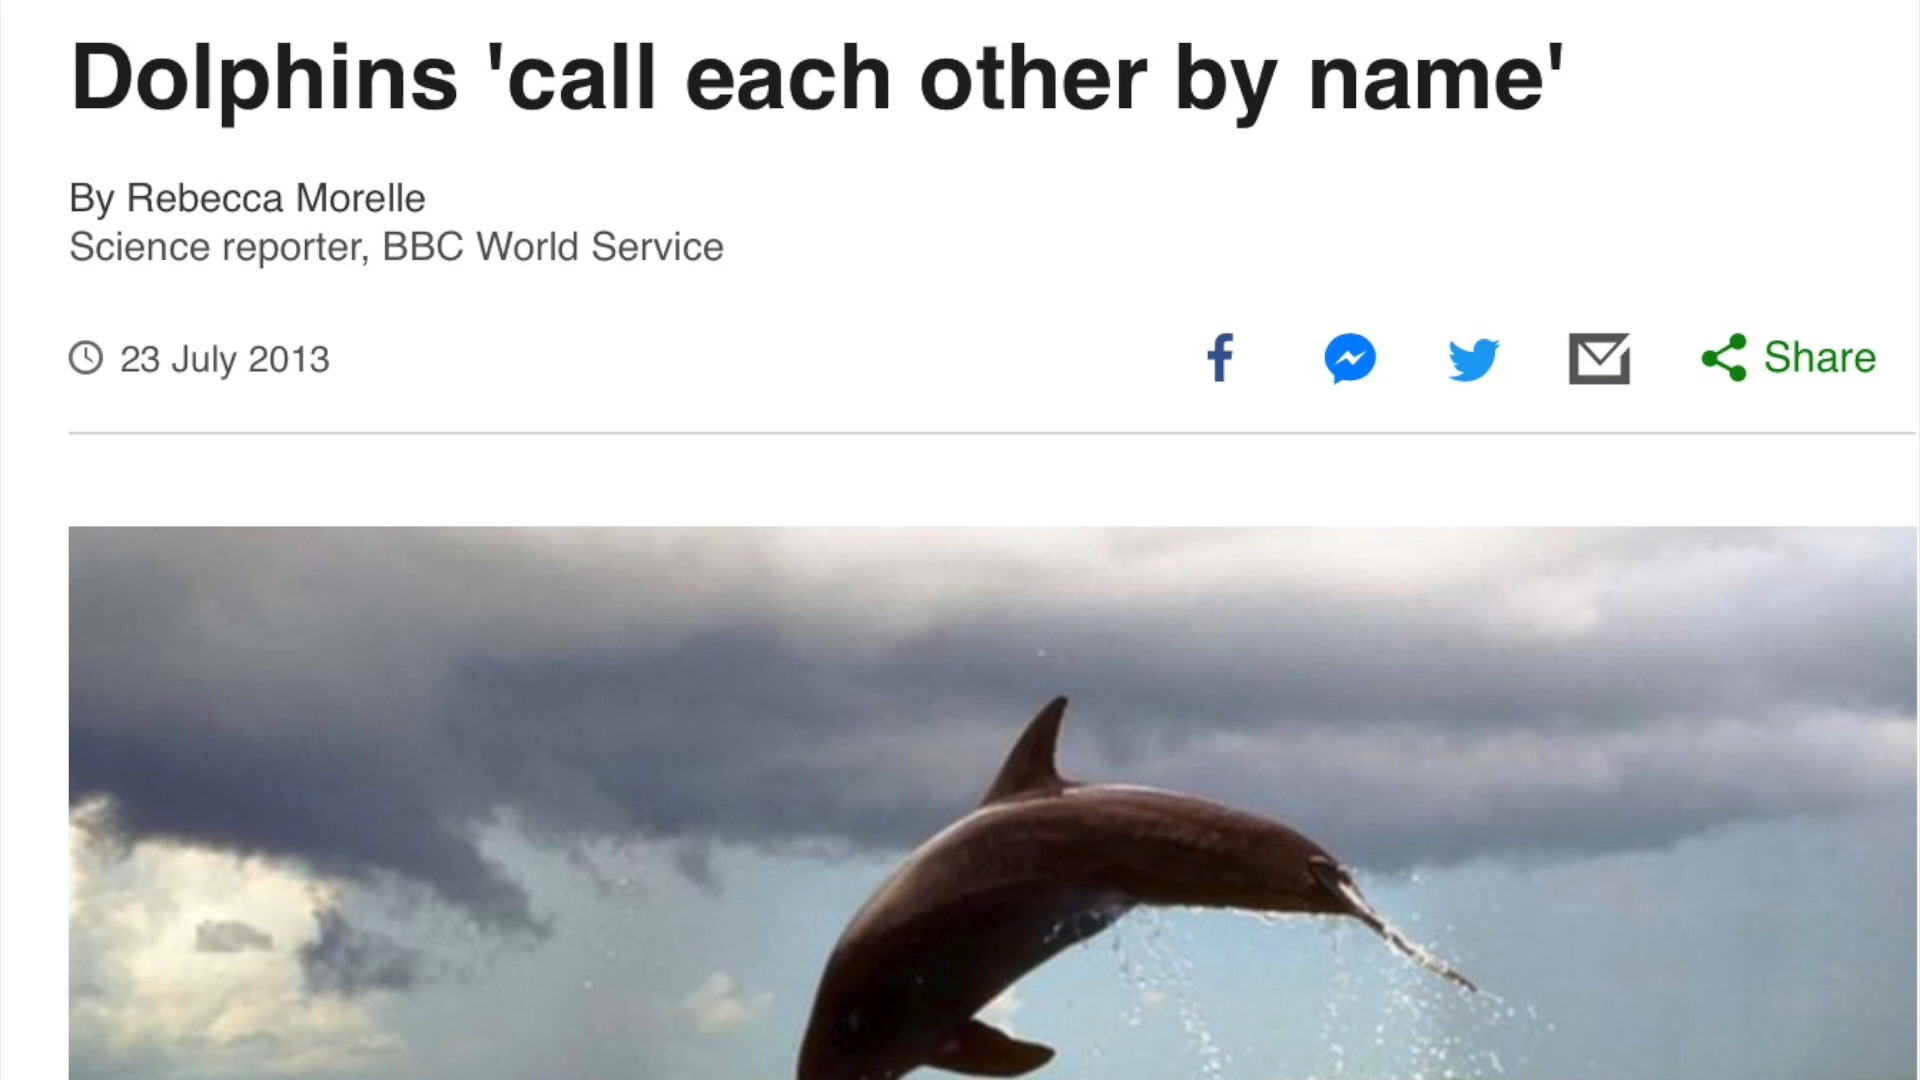 Dolphins 'call each other by name'
By Rebecca Morelle
Science reporter, BBC World Service
23 July 2013
Share